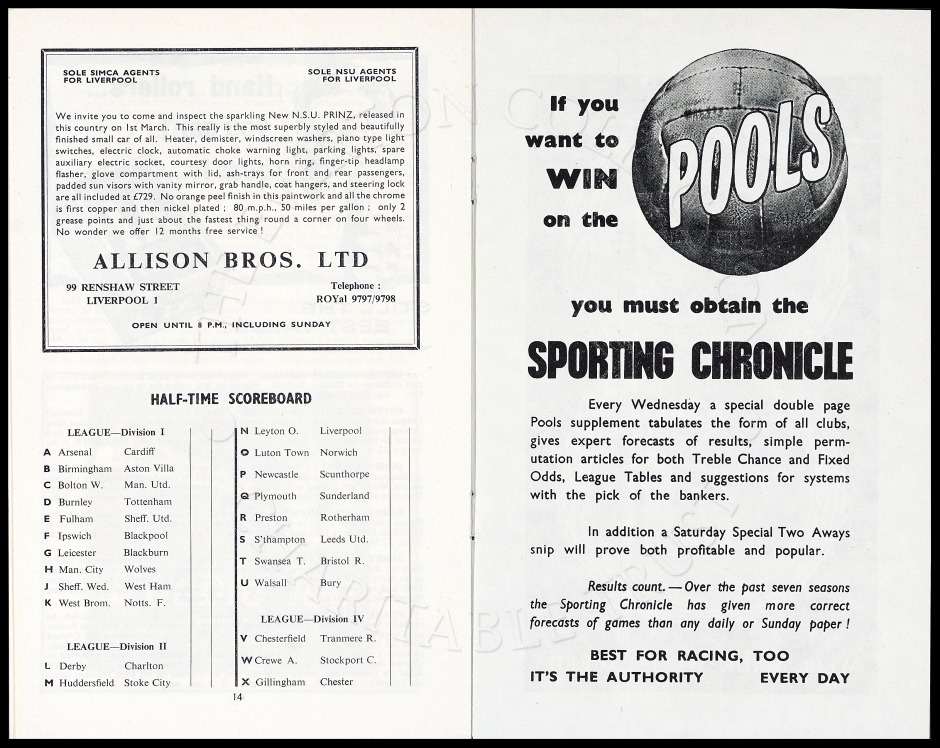 SOLE SIMCA AGENTS
FOR LIVERPOOL
SOLE NSU AGENTS
FOR LIVERPOOL
We invite you to come and inspect the sparkling New N.S.U. PRINZ, released in
this country on 1st March. This really is the most superbly styled and beautifully
finished small car of all. Heater, demister, windscreen washers, piano type light
switches, electric clock, automatic choke warning light, parking lights, spare
auxiliary electric socket, courtesy door lights, horn ring, finger-tip headlamp
flasher, glove compartment with lid, ash-trays for front and rear passengers,
padded sun visors with vanity mirror, grab handle, coat hangers, and steering lock
are all included at £729. No orange peel finish in this paintwork and all the chrome
is first copper and then nickel plated ; 80 m.p.h., 50 miles per gallon ; only 2
grease points and just about the fastest thing round a corner on four wheels.
No wonder we offer 12 months free service !
ALLISON BROS. LTD
99 RENSHAW STREET
LIVERPOOL 1
Telephone :
ROYal 9797/9798
OPEN UNTIL 8 P.M., INCLUDING SUNDAY
HALF-TIME SCOREBOARD
LEAGUE—Division I
A Arsenal Cardiff
B Birmingham Aston Villa
C Bolton W. Man. Utd.
D Burnley Tottenham
E Fulham Sheff. Utd.
F Ipswich Blackpool
G Leicester Blackburn
H Man. City Wolves
J Sheff. Wed. West Ham
K West Brom. Notts. F.
LEAGUE—Division II
L Derby Charlton
M Huddersfield Stoke City
N Leyton O. Liverpool
O Luton Town Norwich
P Newcastle Scunthorpe
Q Plymouth Sunderland
R Preston Rotherham
S S'thampton Leeds Utd.
T Swansea T. Bristol R.
U Walsall Bury
LEAGUE—Division IV
V Chesterfield Tranmere R.
W Crewe A. Stockport C.
X Gillingham Chester
14
If you
want to
WIN
on the
POOLS
you must obtain the
SPORTING CHRONICLE
Every Wednesday a special double page
Pools supplement tabulates the form of all clubs,
gives expert forecasts of results, simple perm-
utation articles for both Treble Chance and Fixed
Odds, League Tables and suggestions for systems
with the pick of the bankers.
In addition a Saturday Special Two Aways
snip will prove both profitable and popular.
Results count.—Over the past seven seasons
the Sporting Chronicle has given more correct
forecasts of games than any daily or Sunday paper !
BEST FOR RACING, TOO
IT'S THE AUTHORITY EVERY DAY